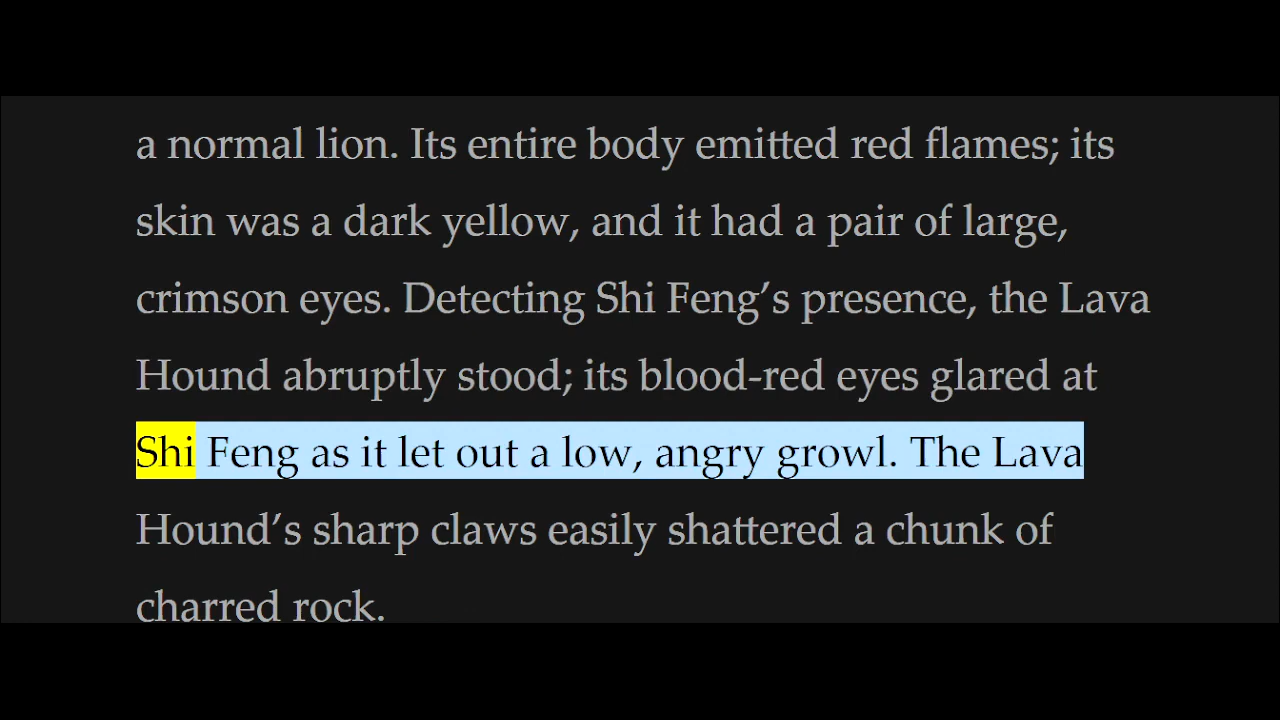 a normal lion. Its entire body emitted red flames; its
skin was a dark yellow, and it had a pair of large,
crimson eyes. Detecting Shi Feng’s presence, the Lava
Hound abruptly stood; its blood-red eyes glared at
Shi Feng as it let out a low, angry growl. The Lava
Hound’s sharp claws easily shattered a chunk of
charred rock.